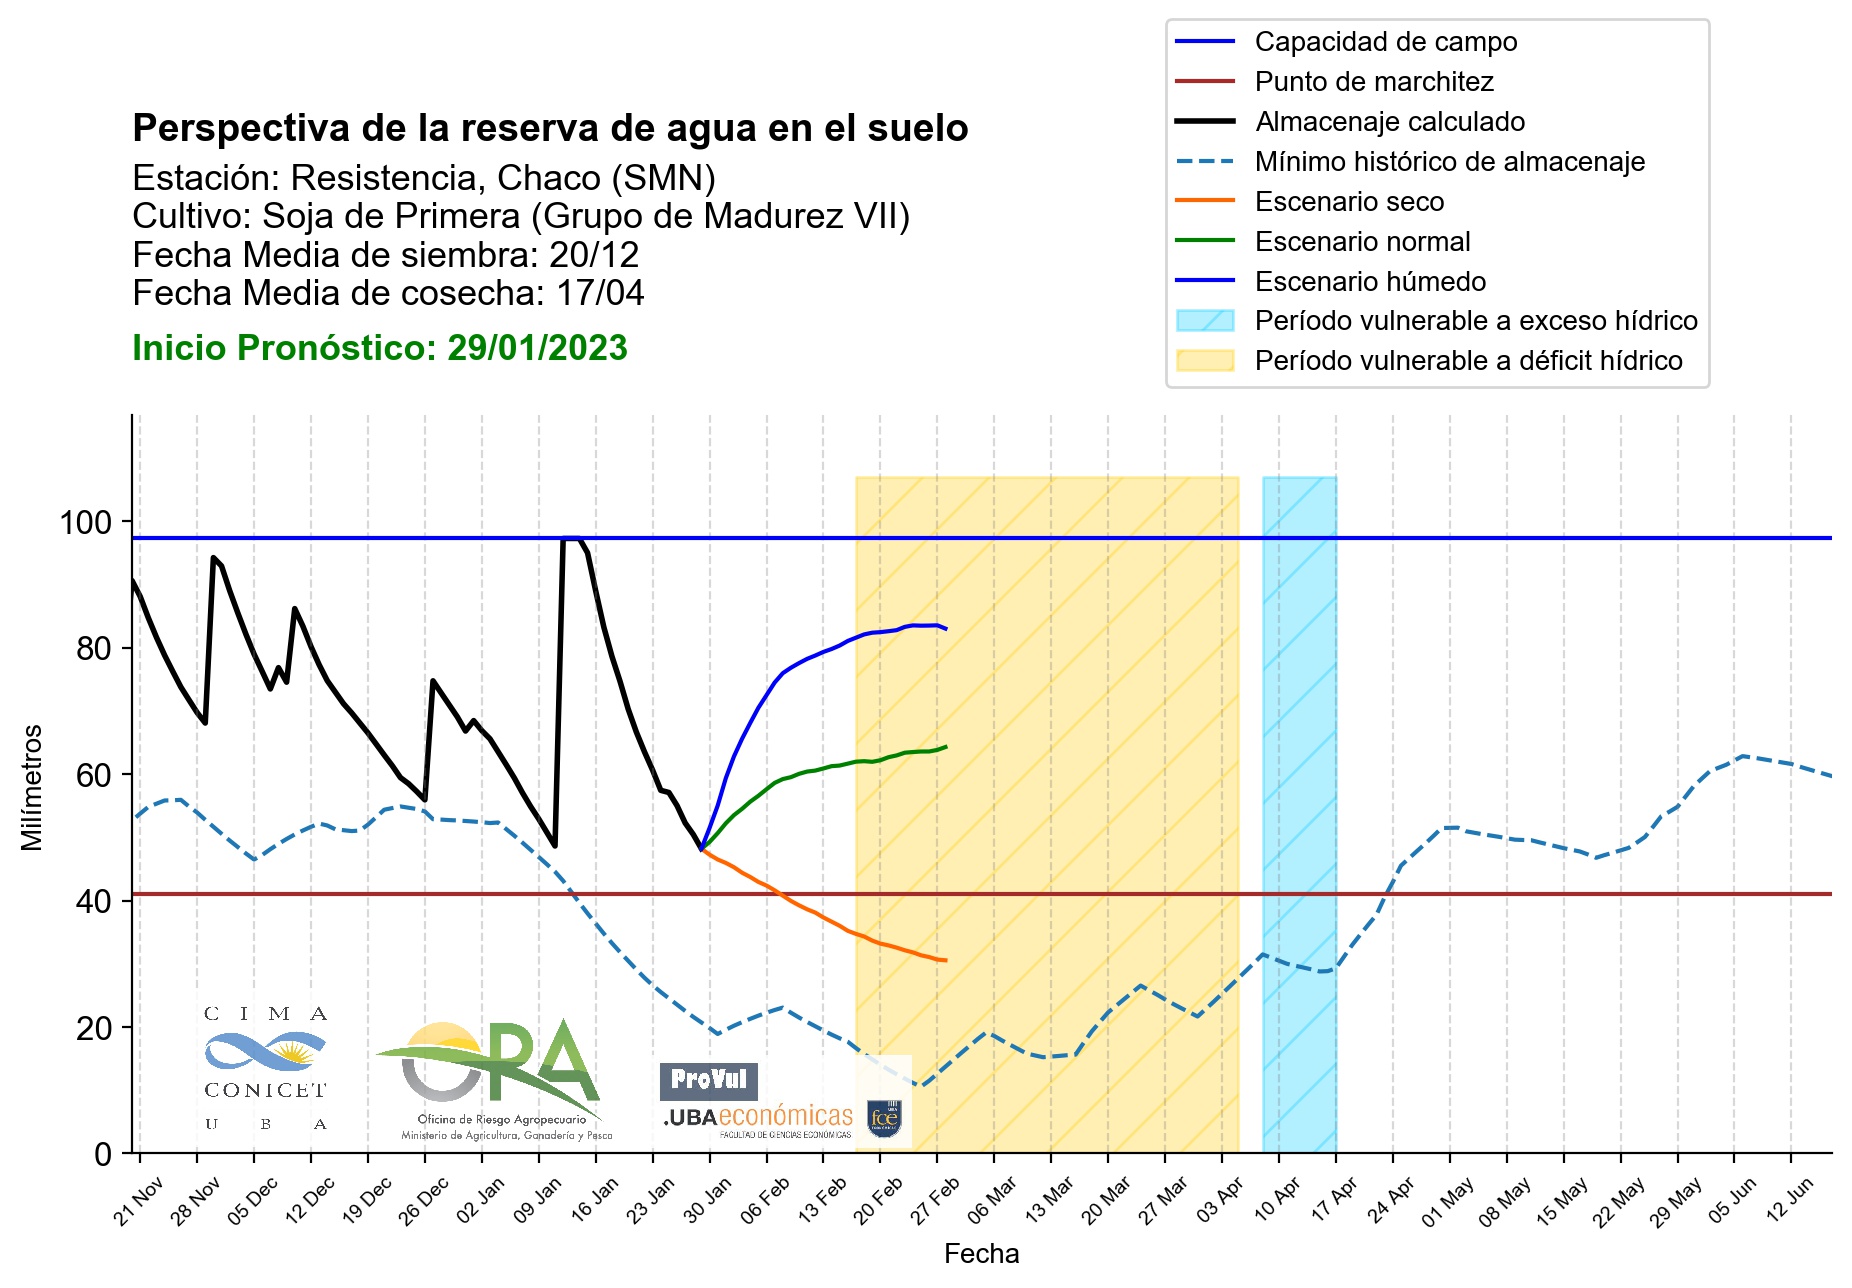 Capacidad de campo
Punto de marchitez
Almacenaje calculado
Mínimo histórico de almacenaje
Escenario seco
Escenario normal
Escenario húmedo
Período vulnerable a exceso hídrico
Período vulnerable a déficit hídrico
Perspectiva de la reserva de agua en el suelo
Estación: Resistencia, Chaco (SMN)
Cultivo: Soja de Primera (Grupo de Madurez VII)
Fecha Media de siembra: 20/12
Fecha Media de cosecha: 17/04
Inicio Pronóstico: 29/01/2023
Milímetros
100
80
60
40
20
0
CIMA
CONICET
UBA
ORA
Oficina de Riesgo Agropecuario
Ministerio de Agricultura, Ganadería y Pesca
ProVul
.UBAeconómicas
FACULTAD DE CIENCIAS ECONÓMICAS
UBA
fce
21 Nov
28 Nov
05 Dec
12 Dec
19 Dec
26 Dec
02 Jan
09 Jan
16 Jan
23 Jan
30 Jan
06 Feb
13 Feb
20 Feb
27 Feb
06 Mar
13 Mar
20 Mar
27 Mar
03 Apr
10 Apr
17 Apr
24 Apr
01 May
08 May
15 May
22 May
29 May
05 Jun
12 Jun
Fecha